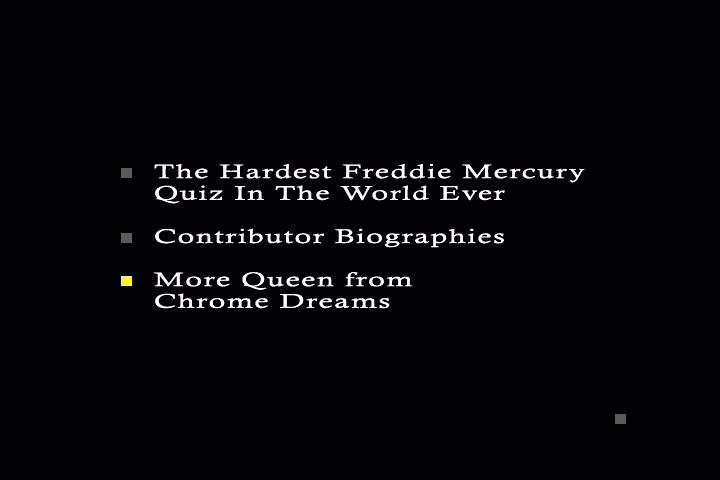 The Hardest Freddie Mercury
Quiz In The World Ever
Contributor Biographies
More Queen from
Chrome Dreams